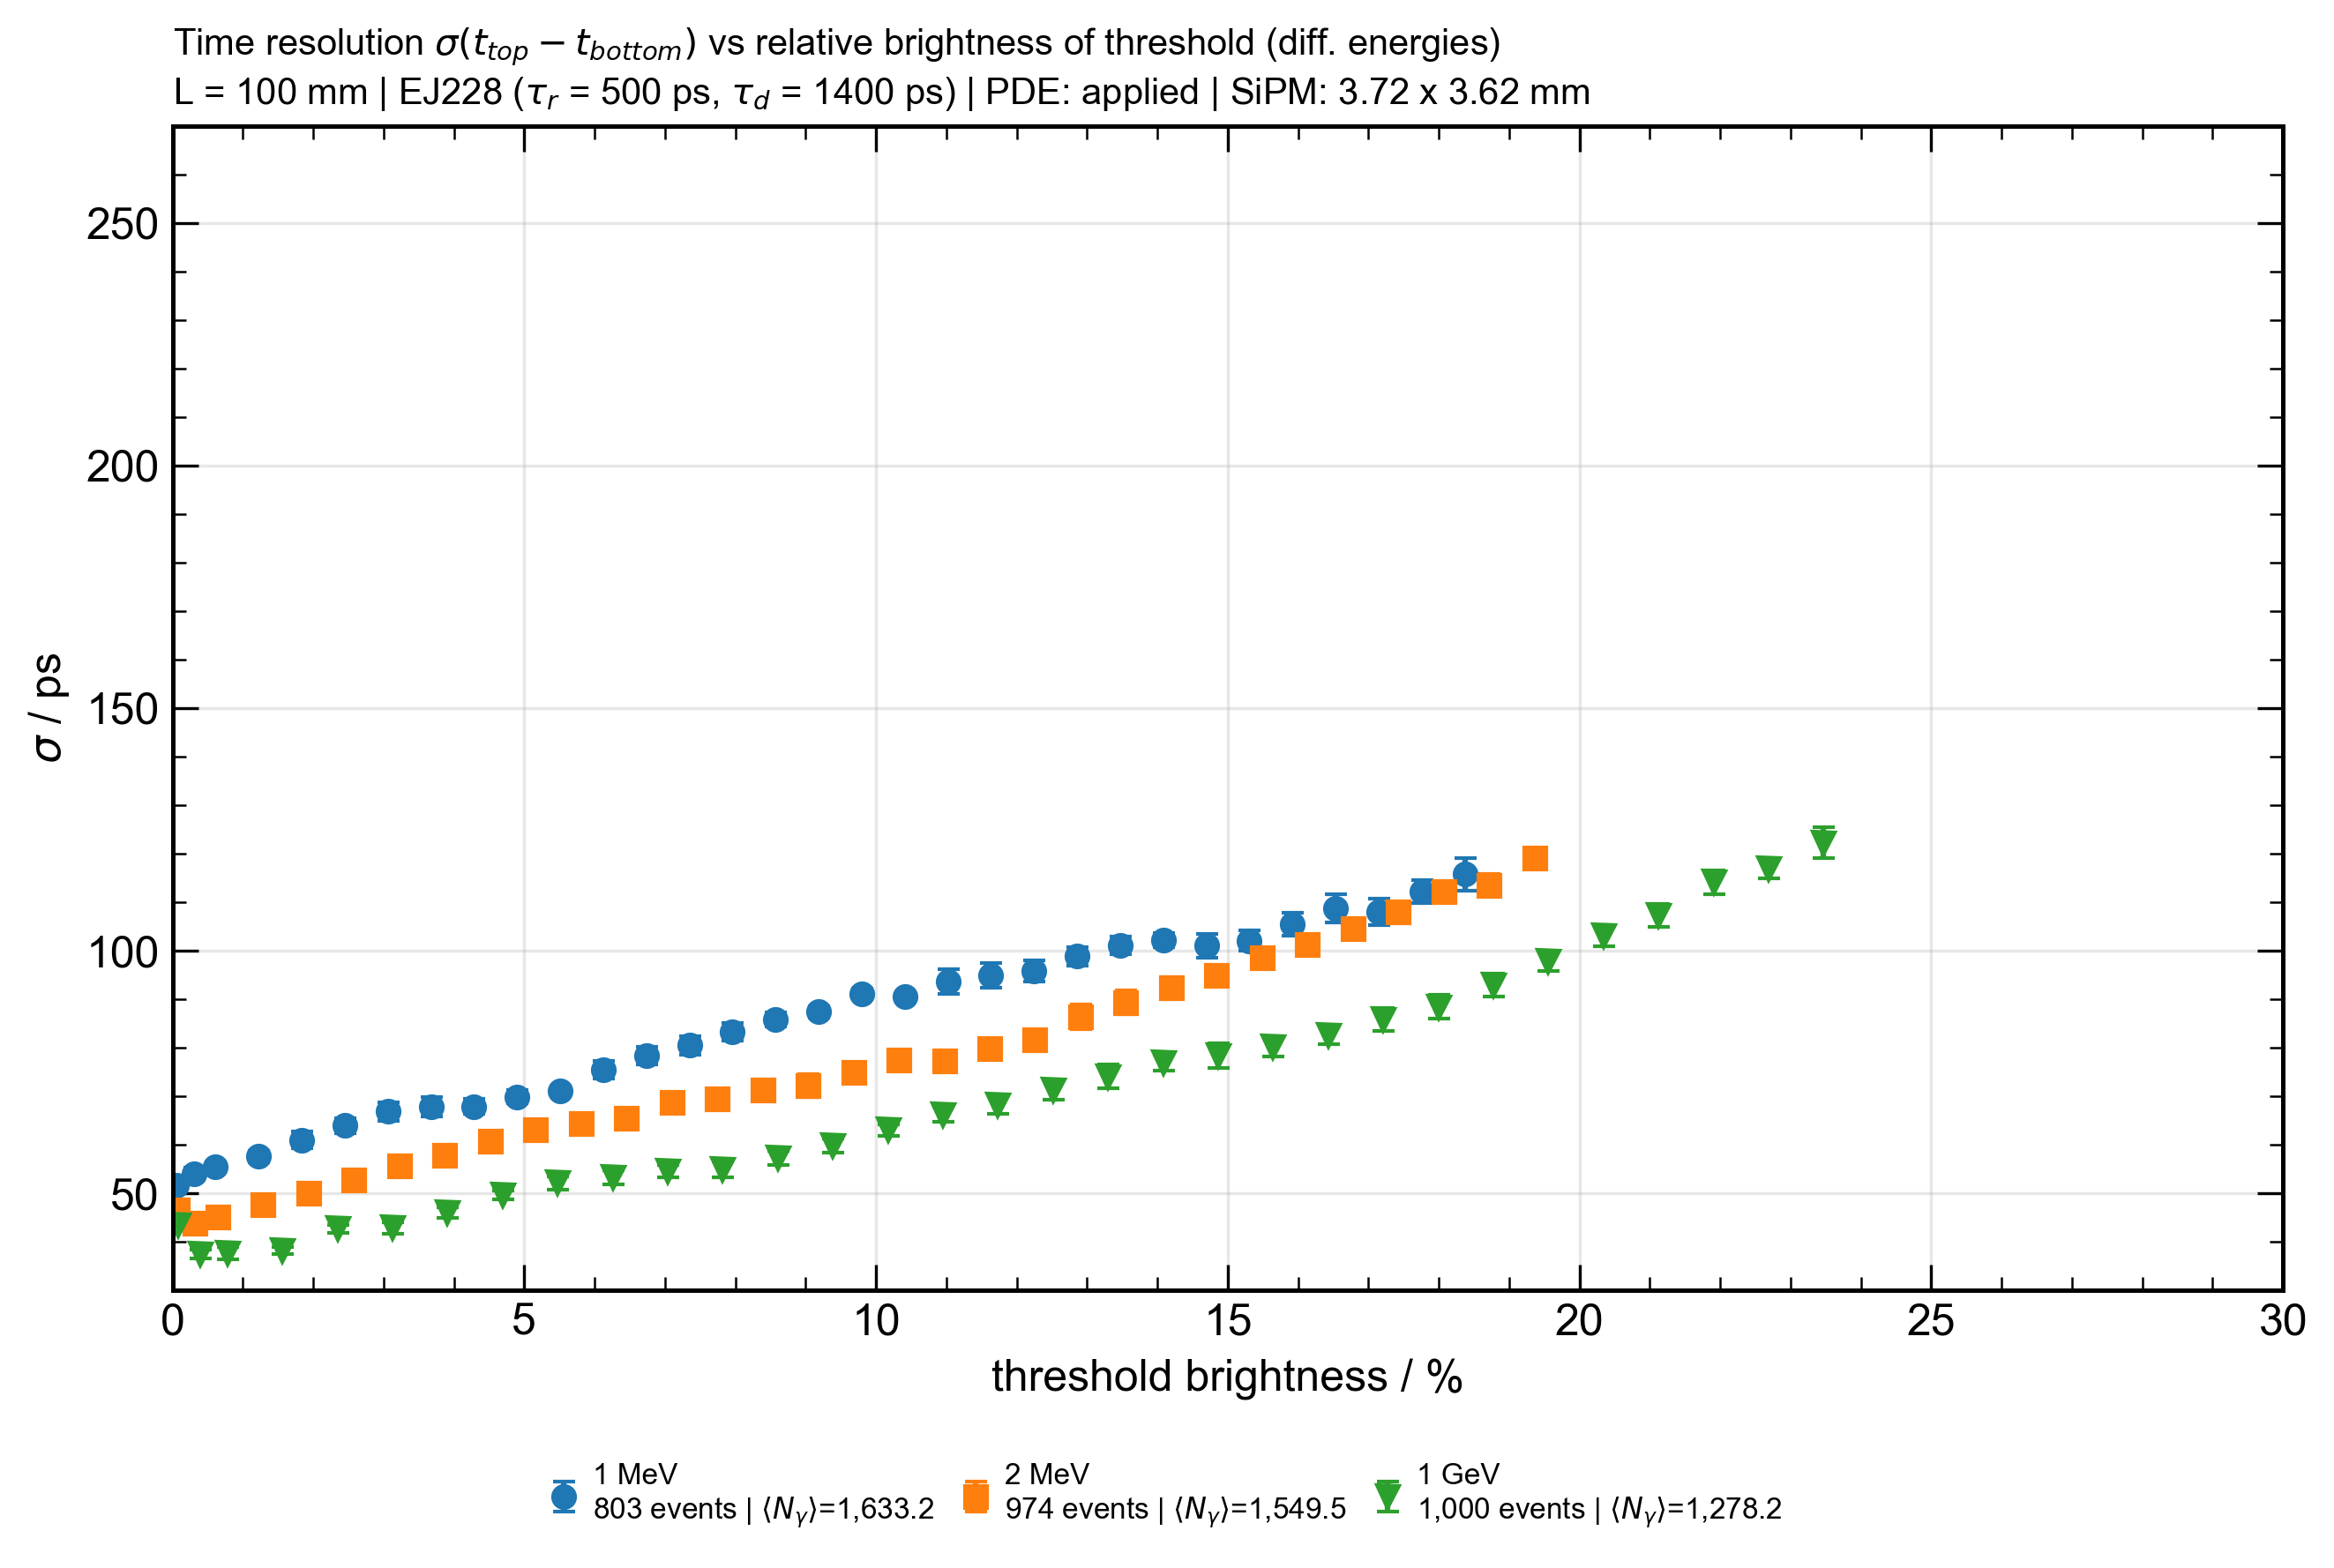 Time resolution σ(t_top − t_bottom) vs relative brightness of threshold (diff. energies)
L = 100 mm | EJ228 (τ_r = 500 ps, τ_d = 1400 ps) | PDE: applied | SiPM: 3.72 x 3.62 mm
250
200
150
100
50
σ / ps
0 5 10 15 20 25 30
threshold brightness / %
1 MeV
803 events | ⟨N_γ⟩=1,633.2
2 MeV
974 events | ⟨N_γ⟩=1,549.5
1 GeV
1,000 events | ⟨N_γ⟩=1,278.2